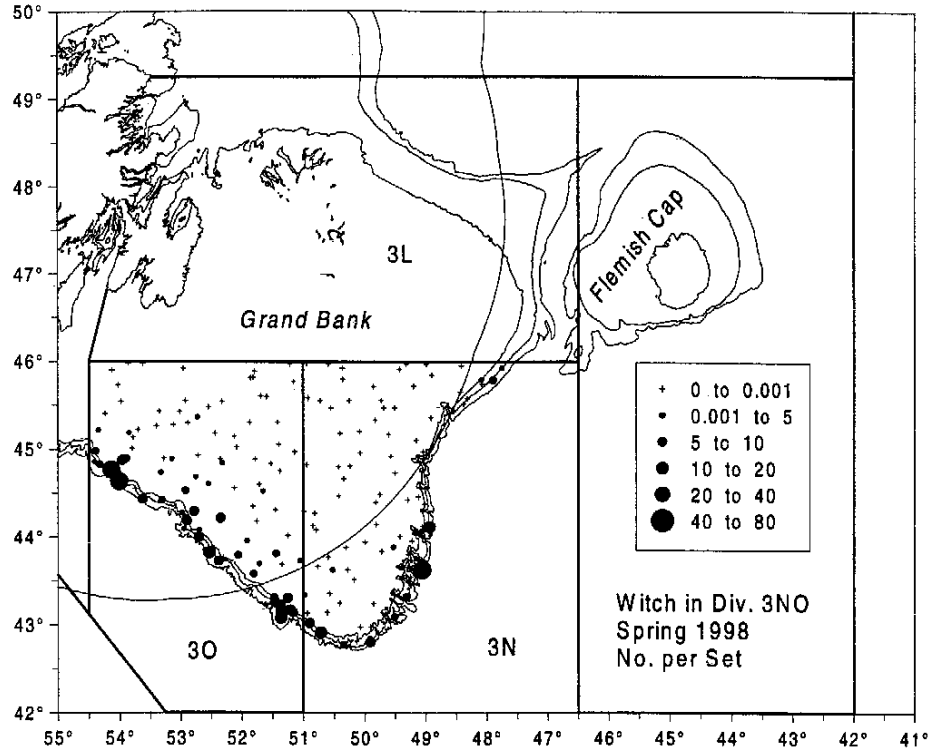 50°
49°
48°
47°
46°
45°
44°
43°
42°
55° 54° 53° 52° 51° 50° 49° 48° 47° 46° 45° 44° 43° 42° 41°
3L
Flemish Cap
Grand Bank
0 to 0.001
0.001 to 5
5 to 10
10 to 20
20 to 40
40 to 80
3O
3N
Witch in Div. 3NO
Spring 1998
No. per Set